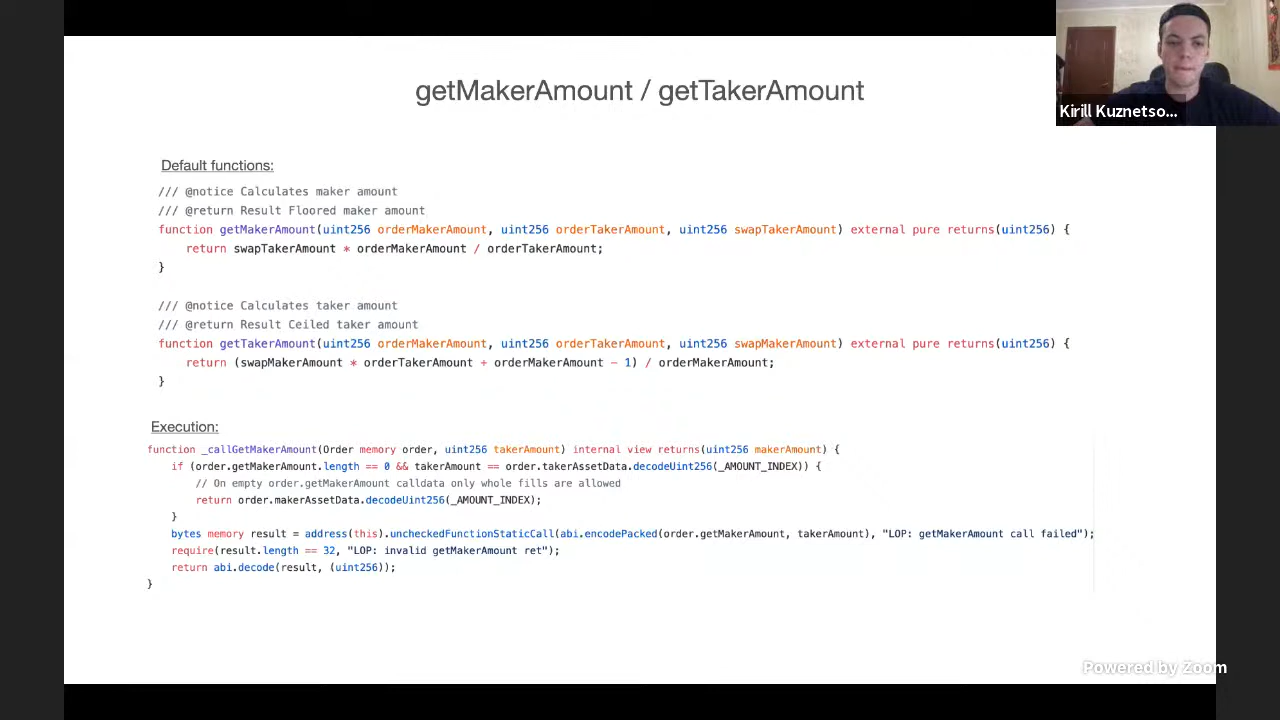 getMakerAmount / getTakerAmount
Kirill Kuznetso...
Default functions:
/// @notice Calculates maker amount
/// @return Result Floored maker amount
function getMakerAmount(uint256 orderMakerAmount, uint256 orderTakerAmount, uint256 swapTakerAmount) external pure returns(uint256) {
return swapTakerAmount * orderMakerAmount / orderTakerAmount;
}
/// @notice Calculates taker amount
/// @return Result Ceiled taker amount
function getTakerAmount(uint256 orderMakerAmount, uint256 orderTakerAmount, uint256 swapMakerAmount) external pure returns(uint256) {
return (swapMakerAmount * orderTakerAmount + orderMakerAmount - 1) / orderMakerAmount;
}
Execution:
function _callGetMakerAmount(Order memory order, uint256 takerAmount) internal view returns(uint256 makerAmount) {
if (order.getMakerAmount.length == 0 && takerAmount == order.takerAssetData.decodeUint256(_AMOUNT_INDEX)) {
// On empty order.getMakerAmount calldata only whole fills are allowed
return order.makerAssetData.decodeUint256(_AMOUNT_INDEX);
}
bytes memory result = address(this).uncheckedFunctionStaticCall(abi.encodePacked(order.getMakerAmount, takerAmount), "LOP: getMakerAmount call failed");
require(result.length == 32, "LOP: invalid getMakerAmount ret");
return abi.decode(result, (uint256));
}
Powered by Zoom